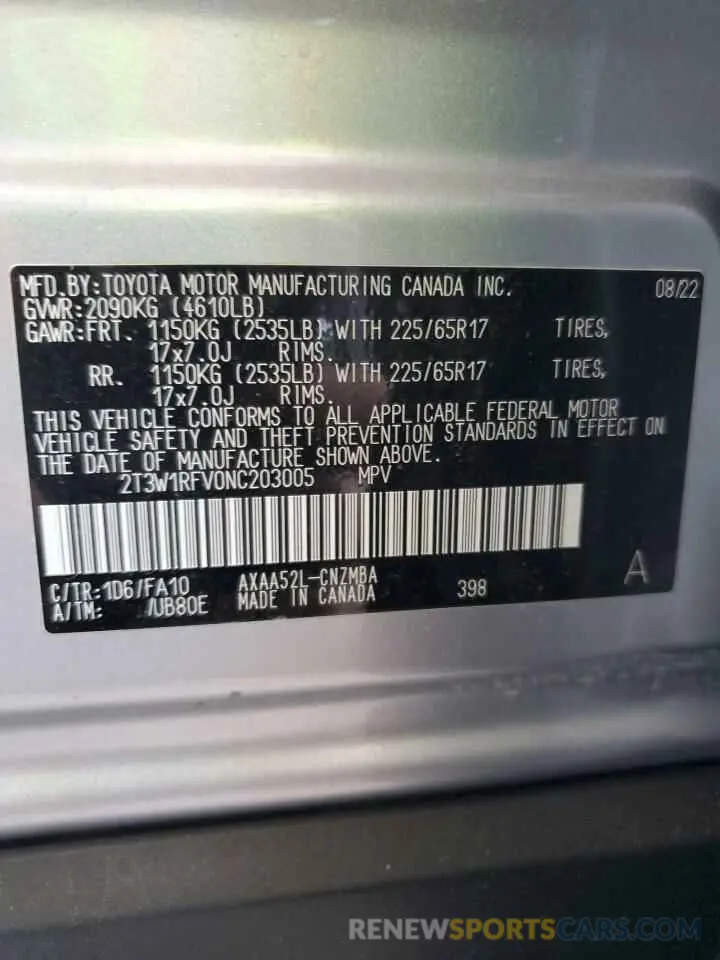 MFD.BY:TOYOTA MOTOR MANUFACTURING CANADA INC. 08/22
GVWR:2090KG (4610LB)
GAWR:FRT. 1150KG (2535LB) WITH 225/65R17 TIRES,
17x7.0J RIMS.
RR. 1150KG (2535LB) WITH 225/65R17 TIRES,
17x7.0J RIMS.
THIS VEHICLE CONFORMS TO ALL APPLICABLE FEDERAL MOTOR
VEHICLE SAFETY AND THEFT PREVENTION STANDARDS IN EFFECT ON
THE DATE OF MANUFACTURE SHOWN ABOVE.
2T3W1RFV0NC203005 MPV
C/TR:1D6/FA10 AXAA52L-CNZMBA
A/TM: /UB80E MADE IN CANADA 398 A
RENEWSPORTSCARS.COM